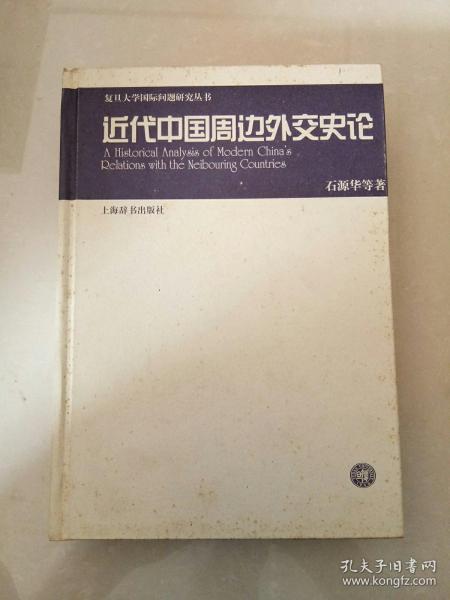 复旦大学国际问题研究丛书
近代中国周边外交史论
A Historical Analysis of Modern China's
Relations with the Neibouring Countries
石源华等著
上海辞书出版社
孔夫子旧书网
www.kongfz.com